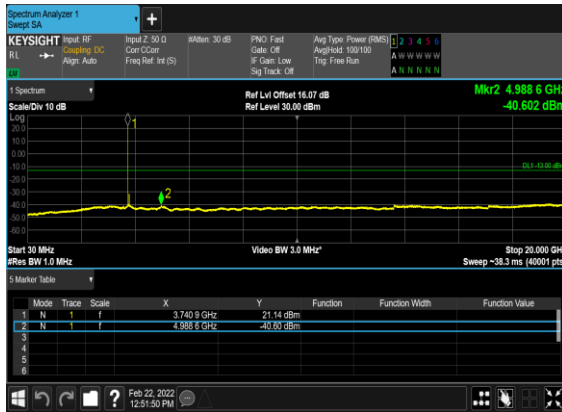 Spectrum Analyzer 1
Swept SA
+
KEYSIGHT Input: RF Input Z: 50 Ω #Atten: 30 dB PNO: Fast Avg Type: Power (RMS) 1 2 3 4 5 6
RL Coupling: DC Corr CCorr Gate: Off Avg|Hold: 100/100 A W W W W W
Align: Auto Freq Ref: Int (S) IF Gain: Low Trig: Free Run
Sig Track: Off A N N N N N
1 Spectrum
Ref Lvl Offset 16.07 dB Mkr2 4.988 6 GHz
Scale/Div 10 dB Ref Level 30.00 dBm -40.602 dBm
Log
1
20.0
10.0
0.00
-10.0
DL1 -13.00 dBm
-20.0
-30.0
2
-40.0
-50.0
-60.0
Start 30 MHz Video BW 3.0 MHz* Stop 20.000 GHz
#Res BW 1.0 MHz Sweep ~38.3 ms (40001 pts)
5 Marker Table
Mode Trace Scale X Y Function Function Width Function Value
1 N 1 f 3.740 9 GHz 21.14 dBm
2 N 1 f 4.988 6 GHz -40.60 dBm
3
4
5
6
? Feb 22, 2022
12:51:50 PM